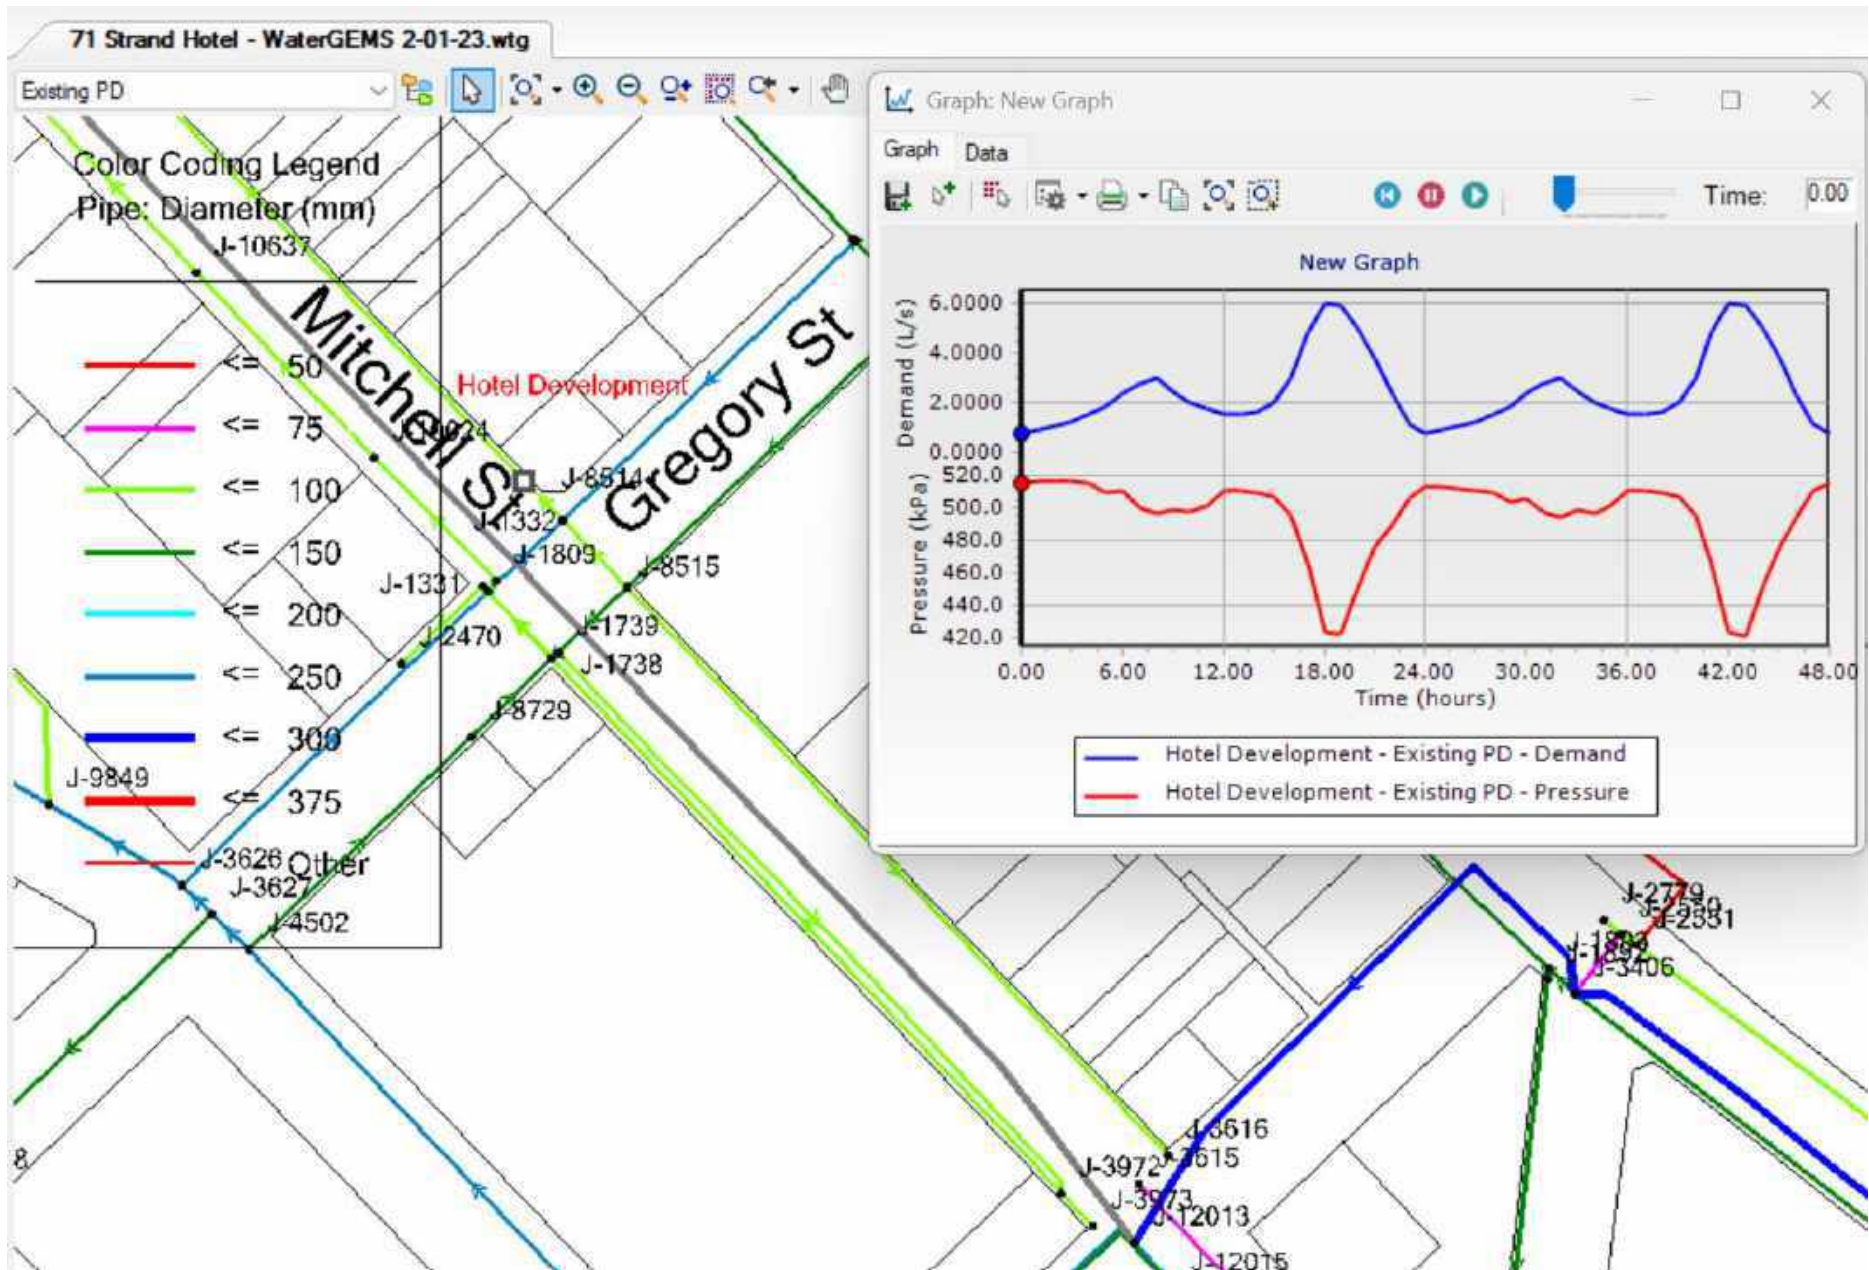 71 Strand Hotel - WaterGEMS 2-01-23.wtg
Existing PD
Color Coding Legend
Pipe: Diameter (mm)
J-10637
<= 50
<= 75
<= 100
<= 150
<= 200
<= 250
<= 300
<= 375
Other
Mitchell St
Hotel Development
Gregory St
J-8514
J-1332
J-1809
J-8515
J-1331
J-2470
J-1739
J-1738
J-8729
J-9849
J-3626
J-3627
J-4502
8
Graph: New Graph
Graph
Data
Time:
0.00
New Graph
Demand (L/s)
6.0000
4.0000
2.0000
0.0000
Pressure (kPa)
520.0
500.0
480.0
460.0
440.0
420.0
0.00 6.00 12.00 18.00 24.00 30.00 36.00 42.00 48.00
Time (hours)
Hotel Development - Existing PD - Demand
Hotel Development - Existing PD - Pressure
J-2779
J-2331
J-1892
J-3406
J-3616
J-3615
J-3972
J-3973
J-12013
J-12015